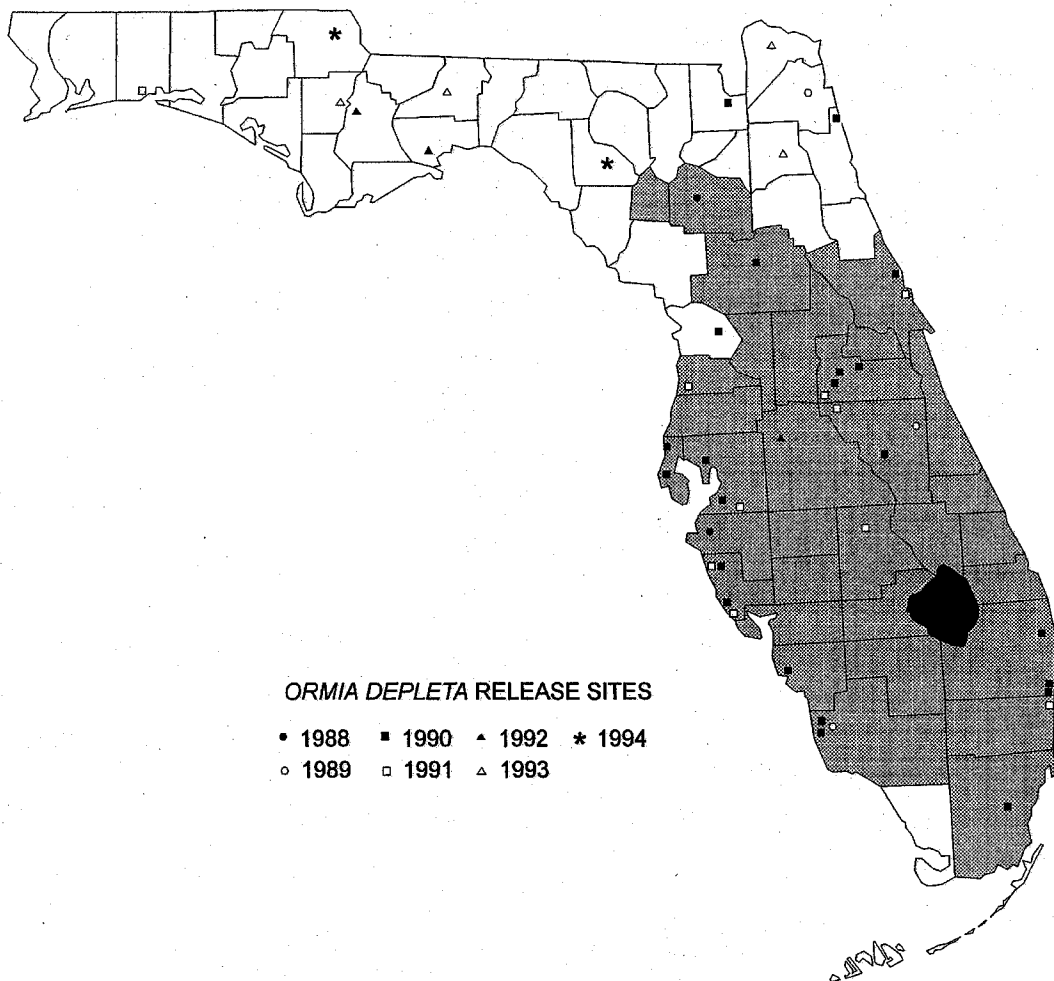 ORMIA DEPLETA RELEASE SITES
• 1988 ■ 1990 ▲ 1992 * 1994
○ 1989 □ 1991 △ 1993